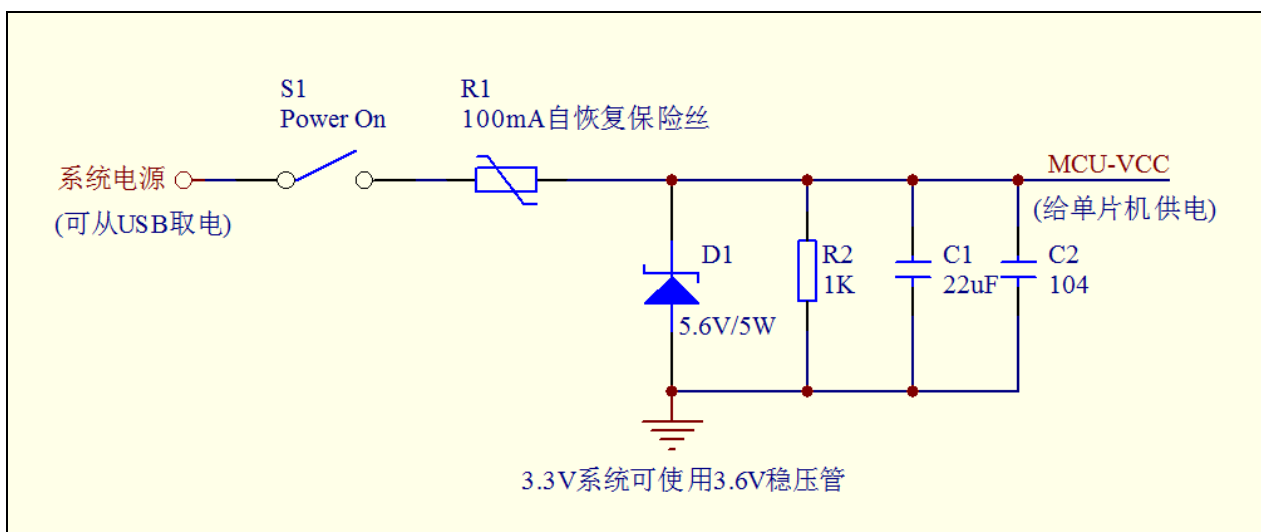 S1
Power On
R1
100mA自恢复保险丝
系统电源
(可从USB取电)
MCU-VCC
(给单片机供电)
D1
5.6V/5W
R2
1K
C1
22uF
C2
104
3.3V系统可使用3.6V稳压管